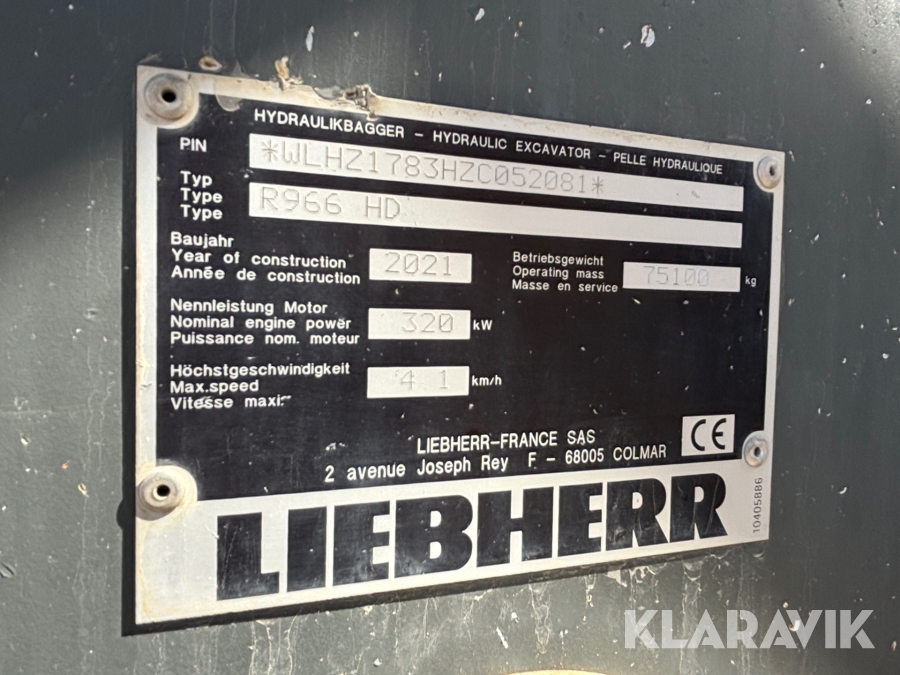 HYDRAULIKBAGGER - HYDRAULIC EXCAVATOR - PELLE HYDRAULIQUE
PIN *WLHZ1783HZC052081*
Typ
Type
Type
R966 HD
Baujahr
Year of construction
Année de construction
2021
Betriebsgewicht
Operating mass
Masse en service
75100 kg
Nennleistung Motor
Nominal engine power
Puissance nom. moteur
320 kW
Höchstgeschwindigkeit
Max.speed
Vitesse maxi.
4 1 km/h
LIEBHERR-FRANCE SAS
2 avenue Joseph Rey F - 68005 COLMAR
CE
LIEBHERR
10405886
KLARAVIK